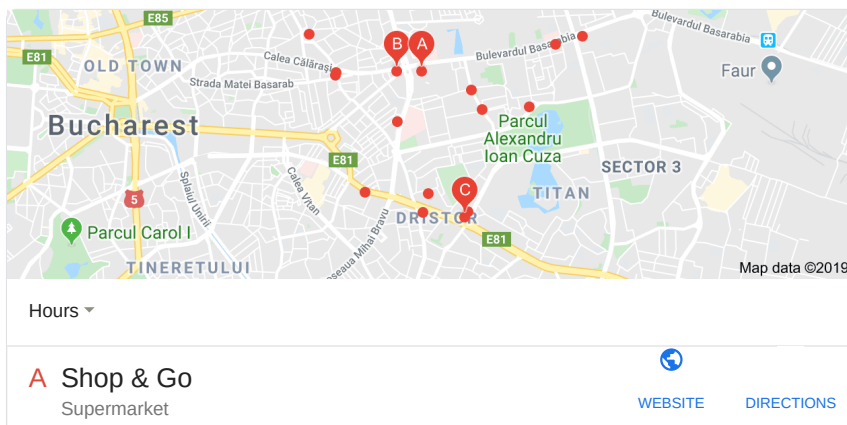 E85
Bulevardul Basarabia
E81
B
A
Calea Călărași
Bulevardul Basarabia
OLD TOWN
Strada Matei Basarab
Faur
Bucharest
Parcul
Alexandru
Ioan Cuza
E81
SECTOR 3
Calea Vitan
C
5
Splaiul Unirii
TITAN
DRISTOR
Parcul Carol I
E81
TINERETULUI
oseaua Mihai Bravu
Map data ©2019
Hours
A Shop & Go
Supermarket
WEBSITE
DIRECTIONS